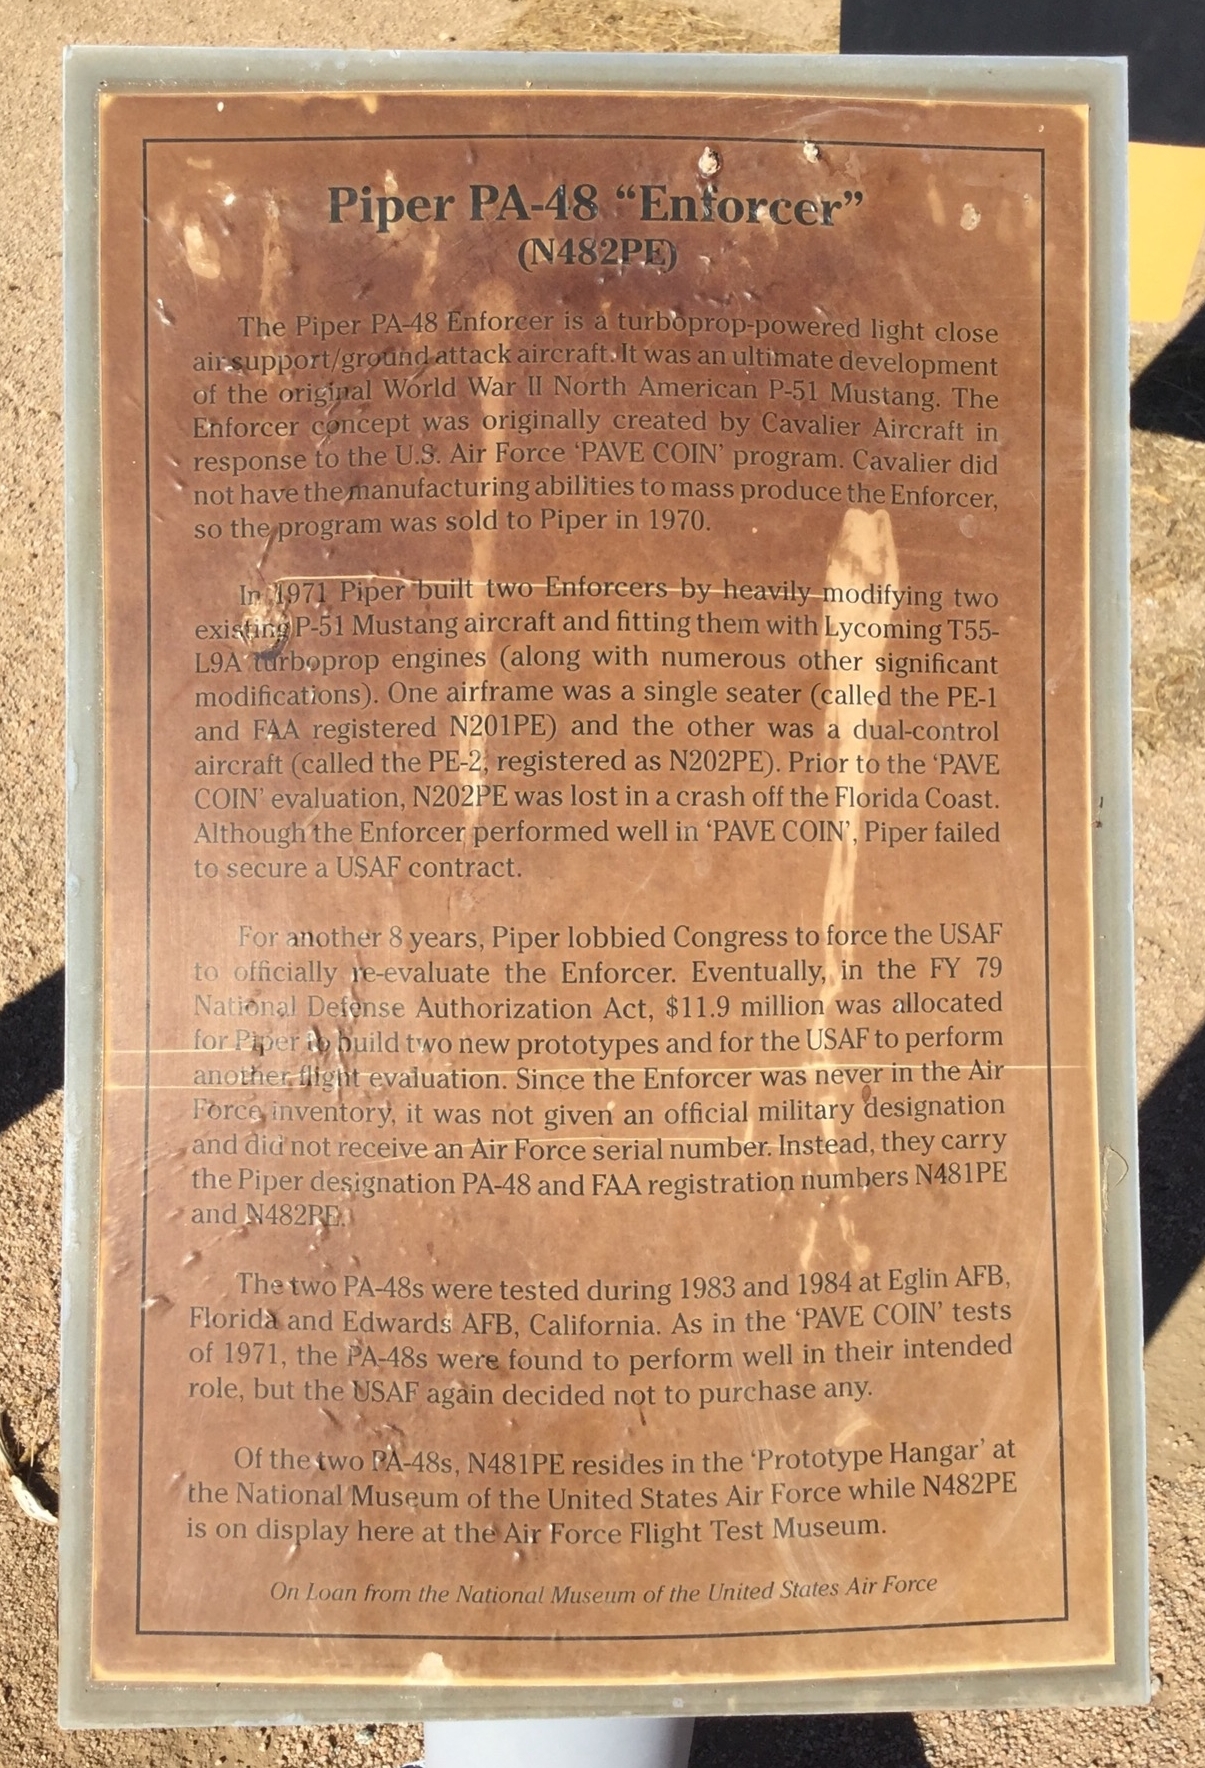 Piper PA-48 “Enforcer”
(N482PE)
The Piper PA-48 Enforcer is a turboprop-powered light close
air support/ground attack aircraft. It was an ultimate development
of the original World War II North American P-51 Mustang. The
Enforcer concept was originally created by Cavalier Aircraft in
response to the U.S. Air Force ‘PAVE COIN’ program. Cavalier did
not have the manufacturing abilities to mass produce the Enforcer,
so the program was sold to Piper in 1970.
In 1971 Piper built two Enforcers by heavily modifying two
existing P-51 Mustang aircraft and fitting them with Lycoming T55-
L9A turboprop engines (along with numerous other significant
modifications). One airframe was a single seater (called the PE-1
and FAA registered N201PE) and the other was a dual-control
aircraft (called the PE-2, registered as N202PE). Prior to the ‘PAVE
COIN’ evaluation, N202PE was lost in a crash off the Florida Coast.
Although the Enforcer performed well in ‘PAVE COIN’, Piper failed
to secure a USAF contract.
For another 8 years, Piper lobbied Congress to force the USAF
to officially re-evaluate the Enforcer. Eventually, in the FY 79
National Defense Authorization Act, $11.9 million was allocated
for Piper to build two new prototypes and for the USAF to perform
another flight evaluation. Since the Enforcer was never in the Air
Force inventory, it was not given an official military designation
and did not receive an Air Force serial number. Instead, they carry
the Piper designation PA-48 and FAA registration numbers N481PE
and N482PE.
The two PA-48s were tested during 1983 and 1984 at Eglin AFB,
Florida and Edwards AFB, California. As in the ‘PAVE COIN’ tests
of 1971, the PA-48s were found to perform well in their intended
role, but the USAF again decided not to purchase any.
Of the two PA-48s, N481PE resides in the ‘Prototype Hangar’ at
the National Museum of the United States Air Force while N482PE
is on display here at the Air Force Flight Test Museum.
On Loan from the National Museum of the United States Air Force